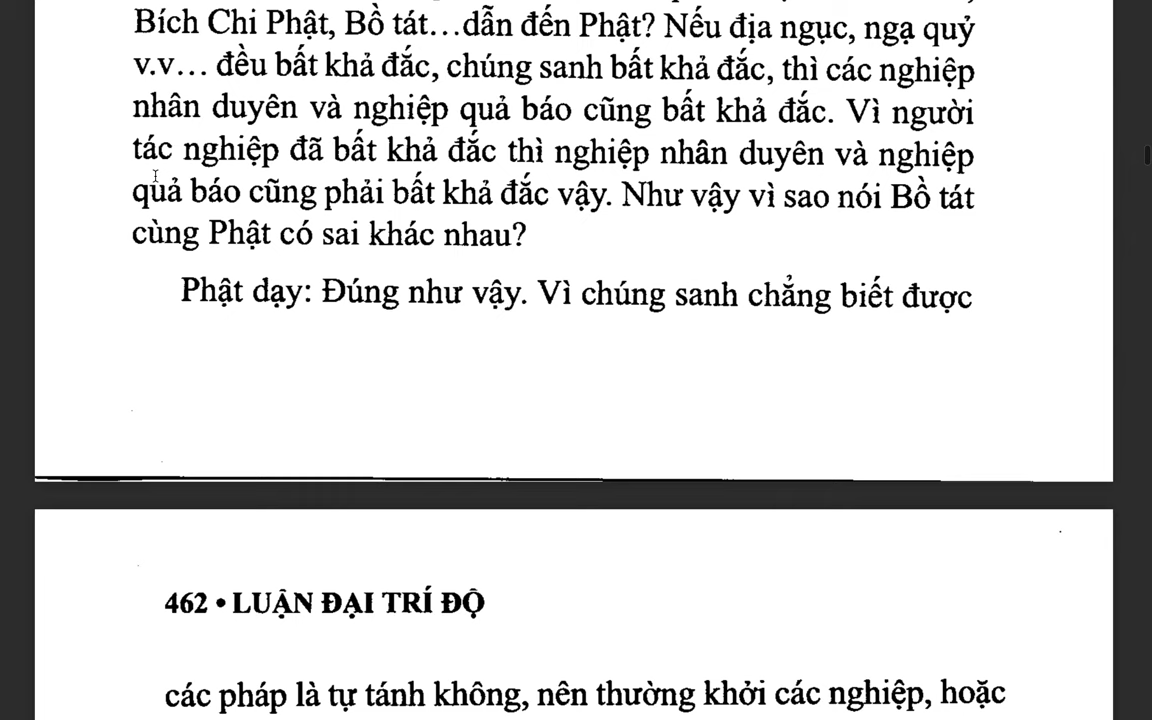 Bích Chi Phật, Bồ tát…dẫn đến Phật? Nếu địa ngục, ngạ quỷ
v.v… đều bất khả đắc, chúng sanh bất khả đắc, thì các nghiệp
nhân duyên và nghiệp quả báo cũng bất khả đắc. Vì người
tác nghiệp đã bất khả đắc thì nghiệp nhân duyên và nghiệp
quả báo cũng phải bất khả đắc vậy. Như vậy vì sao nói Bồ tát
cùng Phật có sai khác nhau?
Phật dạy: Đúng như vậy. Vì chúng sanh chẳng biết được
462 • LUẬN ĐẠI TRÍ ĐỘ
các pháp là tự tánh không, nên thường khởi các nghiệp, hoặc